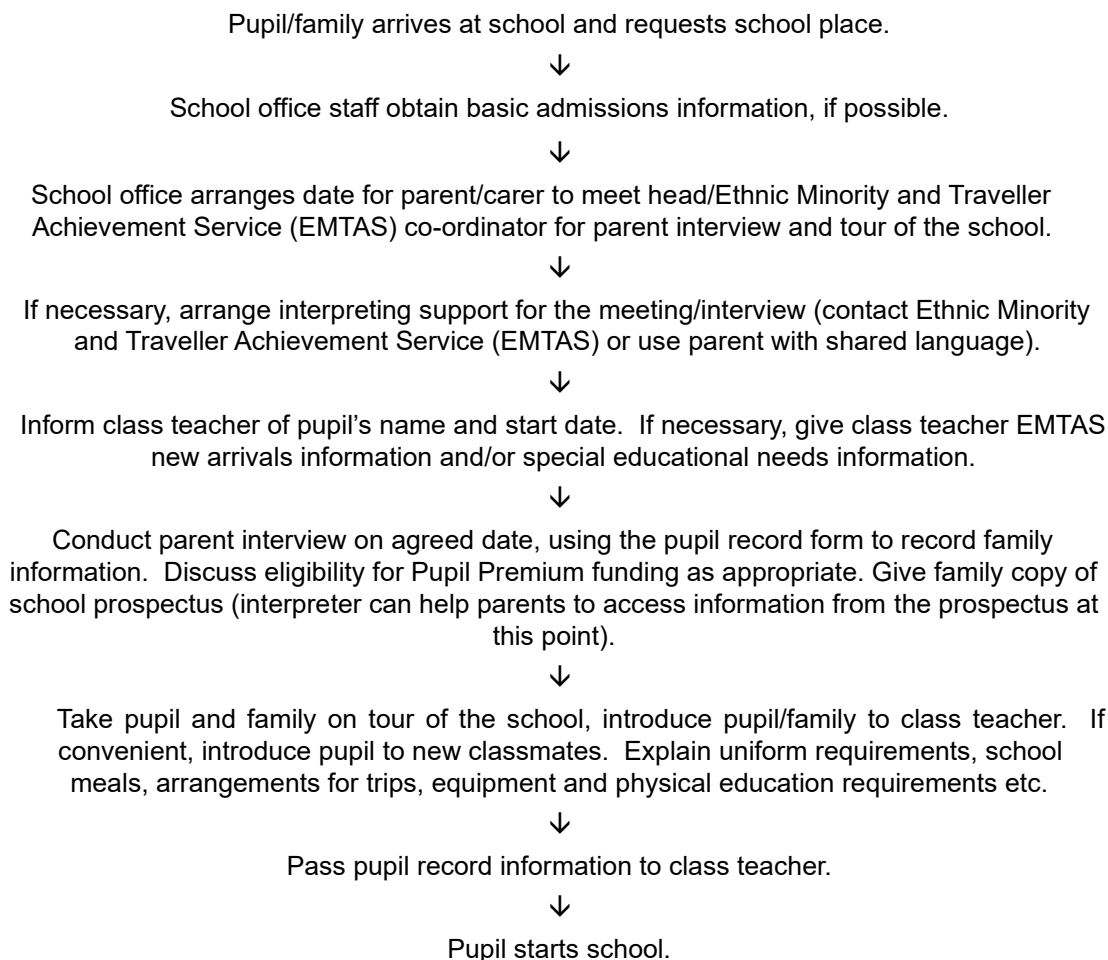 Pupil/family arrives at school and requests school place.
↓
School office staff obtain basic admissions information, if possible.
↓
School office arranges date for parent/carer to meet head/Ethnic Minority and Traveller
Achievement Service (EMTAS) co-ordinator for parent interview and tour of the school.
↓
If necessary, arrange interpreting support for the meeting/interview (contact Ethnic Minority
and Traveller Achievement Service (EMTAS) or use parent with shared language).
↓
Inform class teacher of pupil’s name and start date.  If necessary, give class teacher EMTAS
new arrivals information and/or special educational needs information.
↓
Conduct parent interview on agreed date, using the pupil record form to record family
information.  Discuss eligibility for Pupil Premium funding as appropriate. Give family copy of
school prospectus (interpreter can help parents to access information from the prospectus at
this point).
↓
Take pupil and family on tour of the school, introduce pupil/family to class teacher.  If
convenient, introduce pupil to new classmates.  Explain uniform requirements, school
meals, arrangements for trips, equipment and physical education requirements etc.
↓
Pass pupil record information to class teacher.
↓
Pupil starts school.